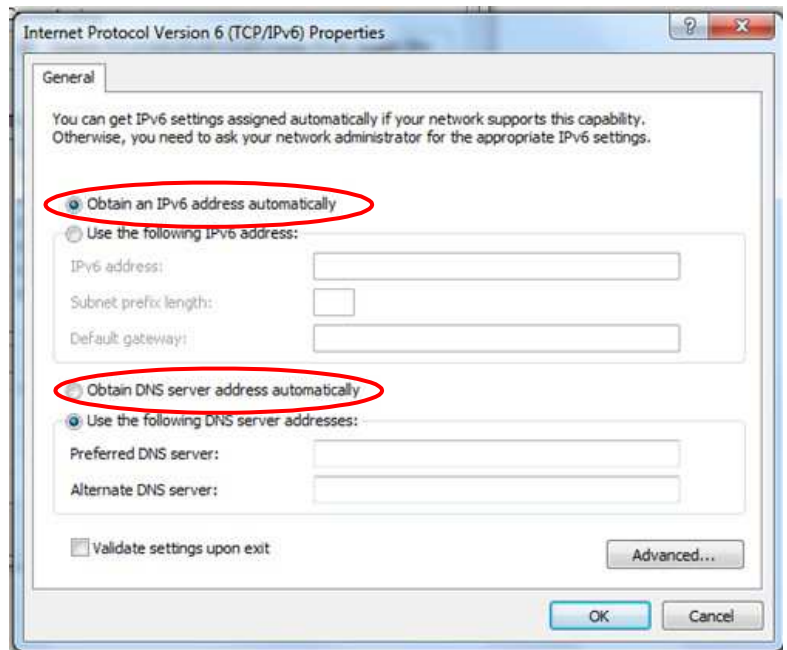 Internet Protocol Version 6 (TCP/IPv6) Properties
General
You can get IPv6 settings assigned automatically if your network supports this capability.
Otherwise, you need to ask your network administrator for the appropriate IPv6 settings.
Obtain an IPv6 address automatically
Use the following IPv6 address:
IPv6 address:
Subnet prefix length:
Default gateway:
Obtain DNS server address automatically
Use the following DNS server addresses:
Preferred DNS server:
Alternate DNS server:
Validate settings upon exit
Advanced...
OK
Cancel